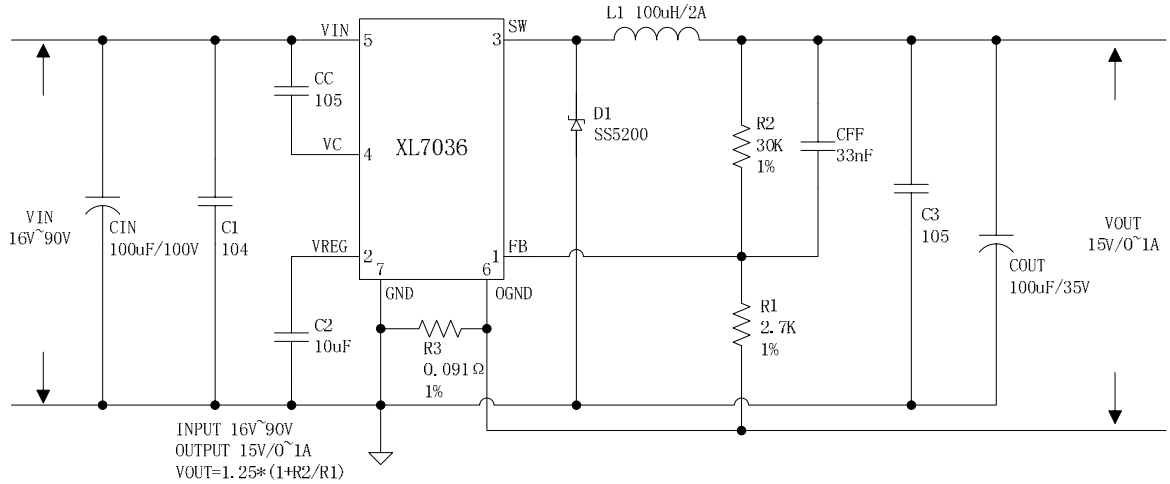 L1 100uH/2A
VIN
5
SW
3
CC
105
D1
SS5200
R2
30K
1%
CFF
33nF
VC
4
XL7036
VIN
16V~90V
CIN
100uF/100V
C1
104
C3
105
VOUT
15V/0~1A
VREG
2
7
GND
6
OGND
FB
1
COUT
100uF/35V
R1
2.7K
1%
C2
10uF
R3
0.091Ω
1%
INPUT 16V~90V
OUTPUT 15V/0~1A
VOUT=1.25*(1+R2/R1)